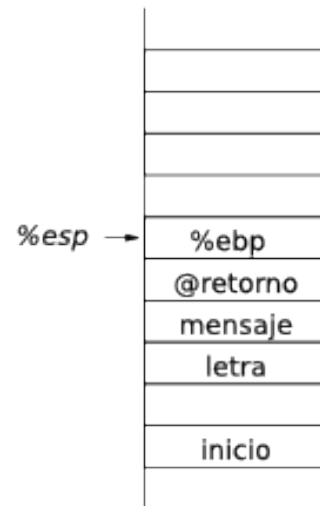 %esp
%ebp
@retorno
mensaje
letra
inicio